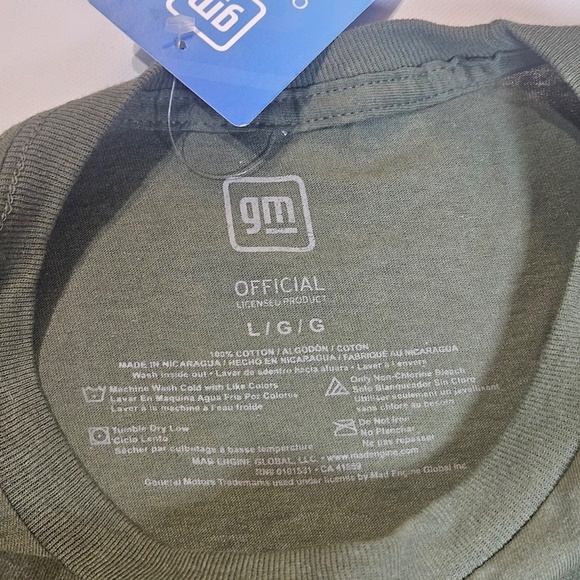 gm
gm
OFFICIAL
LICENSED PRODUCT
L/G/G
100% COTTON / ALGODÓN / COTON
MADE IN NICARAGUA / HECHO EN NICARAGUA / FABRIQUÉ AU NICARAGUA
Wash inside out • Lavar de adentro hacia afuera • Laver à l'envers
Machine Wash Cold with Like Colors
Lavar En Maquina Agua Fria Por Colores
Laver à la machine à l'eau froide
Only Non-Chlorine Bleach
Solo Blanqueador Sin Cloro
Utiliser seulement un javellisant
sans chlore au besoin
Tumble Dry Low
Ciclo Lento
Sécher par culbutage à basse température
Do Not Iron
No Planchar
Ne pas repasser
MAD ENGINE GLOBAL, LLC. • www.madengine.com
RN# 0101531 • CA 41559
General Motors Trademarks used under license by Mad Engine Global Inc